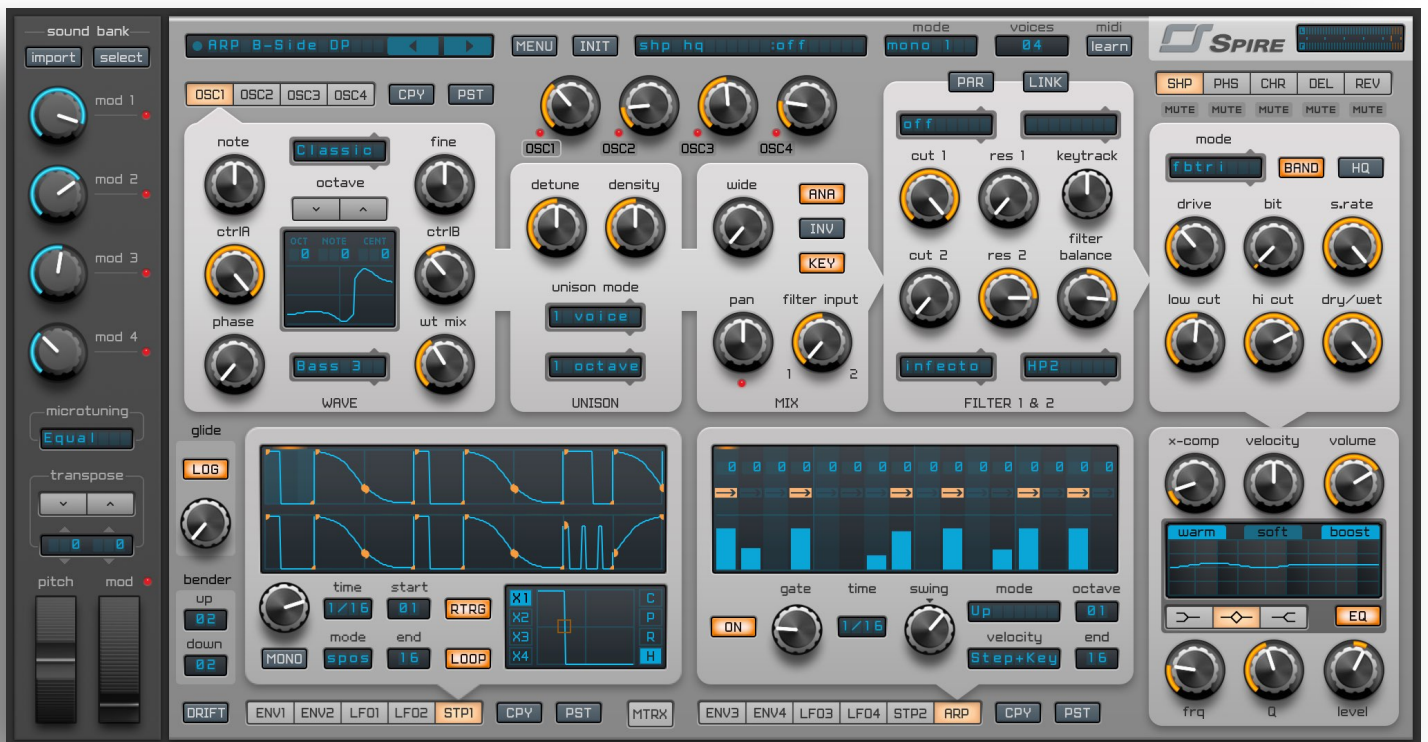 sound bank
import select
mod 1
mod 2
mod 3
mod 4
microtuning
Equal
transpose
0 0
pitch mod
ARP B-Side DP
MENU INIT
shp hq :off
mode voices midi
mono 1 04 learn
SPIRE
OSC1 OSC2 OSC3 OSC4 CPY PST
note fine
Classic
octave
ctrlA ctrlB
OCT NOTE CENT
0 0 0
phase wt mix
Bass 3
WAVE
OSC1 OSC2 OSC3 OSC4
detune density
unison mode
1 voice
1 octave
UNISON
wide
ANA
INV
KEY
pan filter input
1 2
MIX
PAR LINK
off
cut 1 res 1 keytrack
cut 2 res 2 filter balance
infecto HP2
FILTER 1 & 2
SHP PHS CHR DEL REV
MUTE MUTE MUTE MUTE MUTE
mode
fbtri BAND HQ
drive bit s.rate
low cut hi cut dry/wet
glide
LOG
bender
up
02
down
02
DRIFT
time start
1/16 01 RTRG
mode end
MONO spos 16 LOOP
X1 C
X2 P
X3 R
X4 H
ENV1 ENV2 LFO1 LFO2 STP1 CPY PST
MTRX
0 0 0 0 0 0 0 0 0 0 0 0 0 0 0 0
gate time swing mode octave
ON 1/16 Up 01
velocity end
Step+Key 16
ENV3 ENV4 LFO3 LFO4 STP2 ARP CPY PST
x-comp velocity volume
warm soft boost
EQ
frq Q level